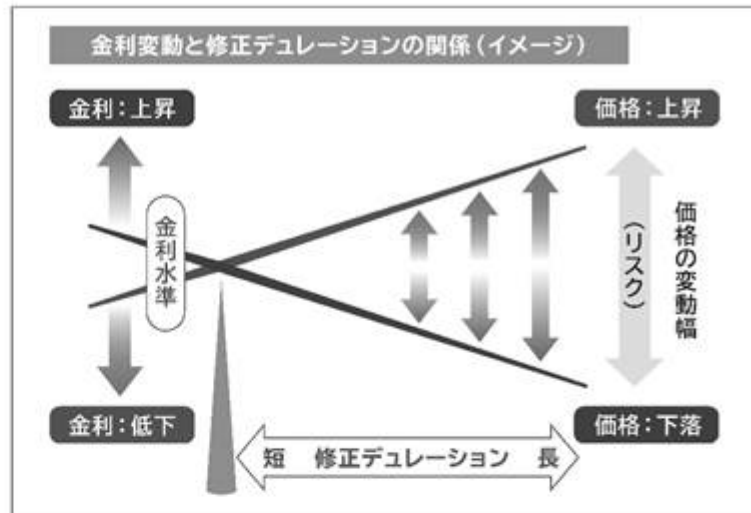 金利変動と修正デュレーションの関係(イメージ)
金利:上昇
価格:上昇
金利水準
(リスク)
価格の変動幅
金利:低下
価格:下落
短 修正デュレーション 長